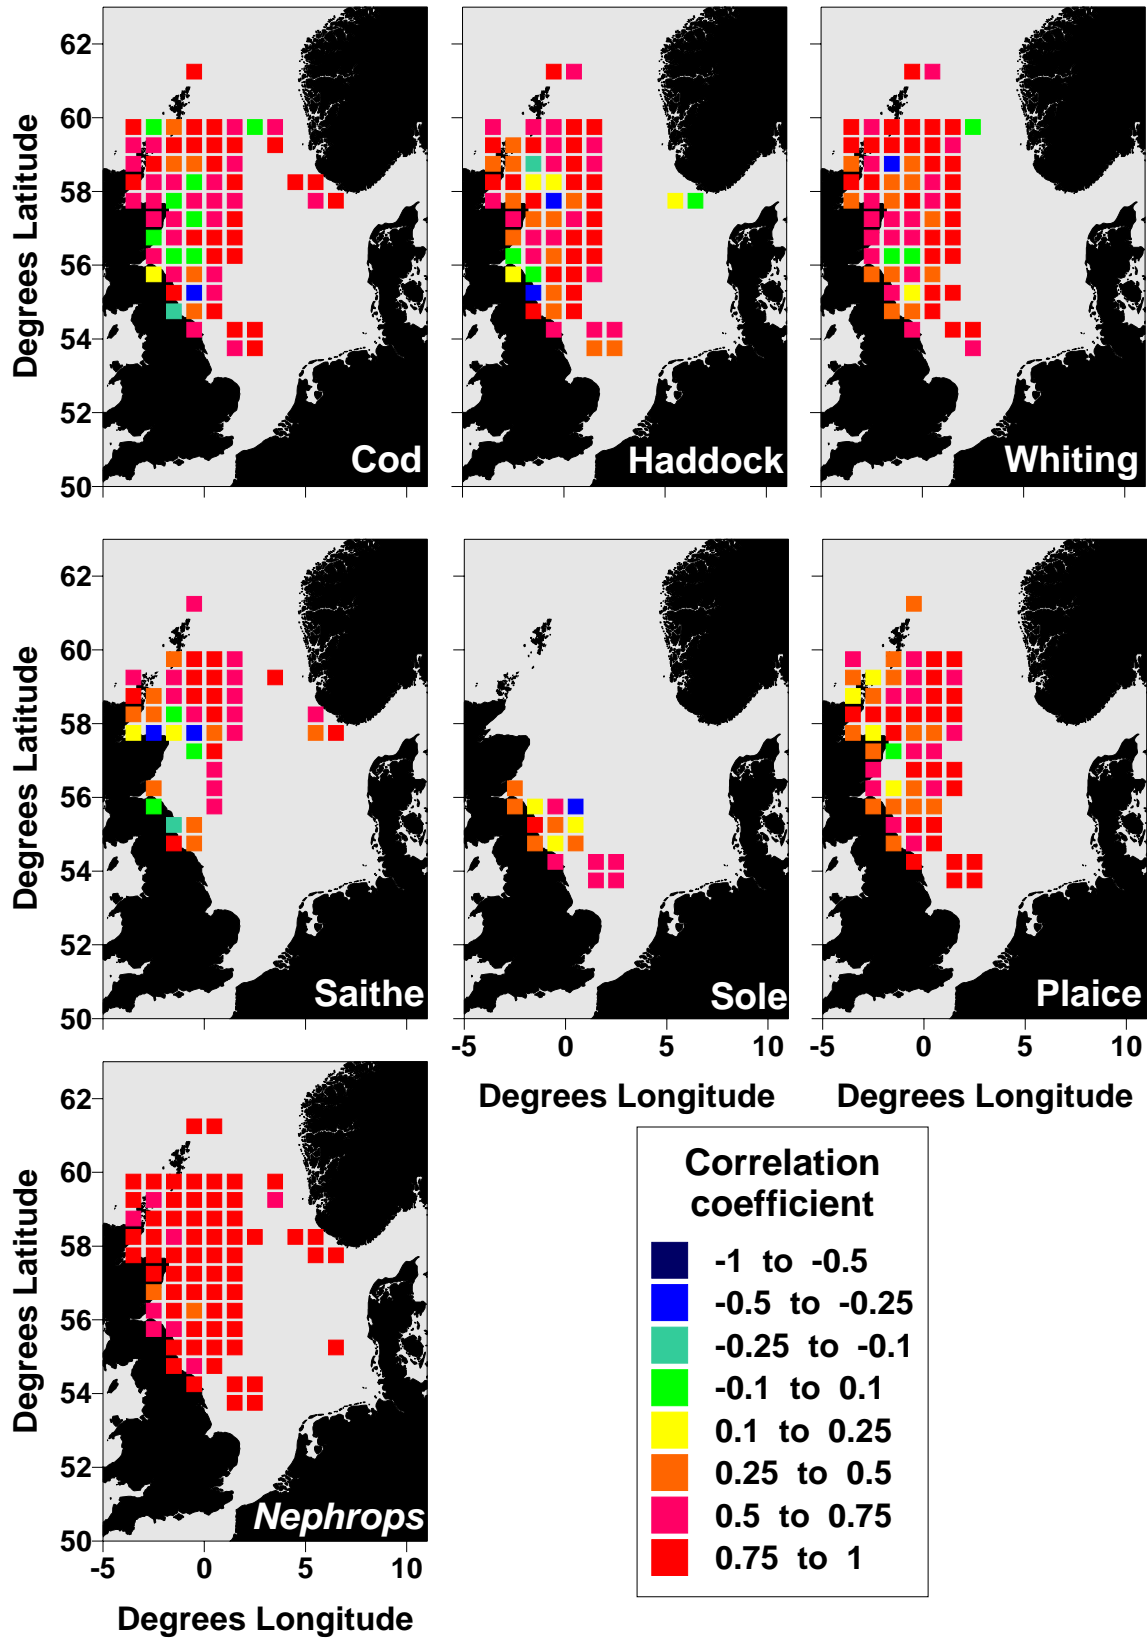 62
60
58
56
54
52
50
Degrees Latitude
Cod
Haddock
Whiting
62
60
58
56
54
52
50
Degrees Latitude
Saithe
Sole
Plaice
-5 0 5 10
-5 0 5 10
Degrees Longitude
Degrees Longitude
62
60
58
56
54
52
50
Degrees Latitude
Nephrops
-5 0 5 10
Degrees Longitude
Correlation
coefficient
-1 to -0.5
-0.5 to -0.25
-0.25 to -0.1
-0.1 to 0.1
0.1 to 0.25
0.25 to 0.5
0.5 to 0.75
0.75 to 1